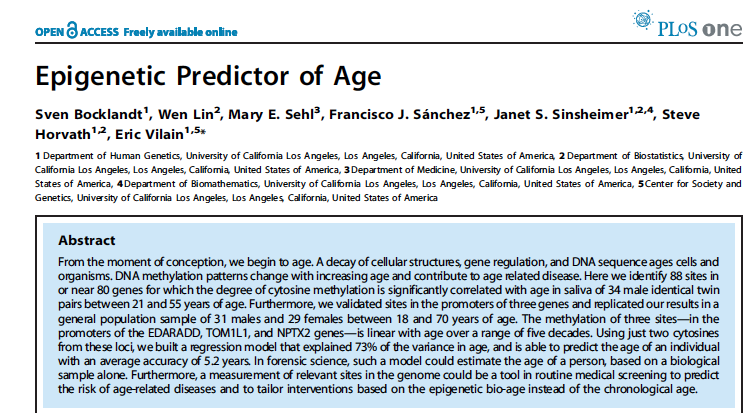 OPEN ACCESS Freely available online
PLoS one
Epigenetic Predictor of Age
Sven Bocklandt1, Wen Lin2, Mary E. Sehl3, Francisco J. Sánchez1,5, Janet S. Sinsheimer1,2,4, Steve
Horvath1,2, Eric Vilain1,5*
1 Department of Human Genetics, University of California Los Angeles, Los Angeles, California, United States of America, 2 Department of Biostatistics, University of
California Los Angeles, Los Angeles, California, United States of America, 3 Department of Medicine, University of California Los Angeles, Los Angeles, California, United
States of America, 4 Department of Biomathematics, University of California Los Angeles, Los Angeles, California, United States of America, 5 Center for Society and
Genetics, University of California Los Angeles, Los Angeles, California, United States of America
Abstract
From the moment of conception, we begin to age. A decay of cellular structures, gene regulation, and DNA sequence ages cells and
organisms. DNA methylation patterns change with increasing age and contribute to age related disease. Here we identify 88 sites in
or near 80 genes for which the degree of cytosine methylation is significantly correlated with age in saliva of 34 male identical twin
pairs between 21 and 55 years of age. Furthermore, we validated sites in the promoters of three genes and replicated our results in a
general population sample of 31 males and 29 females between 18 and 70 years of age. The methylation of three sites—in the
promoters of the EDARADD, TOM1L1, and NPTX2 genes—is linear with age over a range of five decades. Using just two cytosines
from these loci, we built a regression model that explained 73% of the variance in age, and is able to predict the age of an individual
with an average accuracy of 5.2 years. In forensic science, such a model could estimate the age of a person, based on a biological
sample alone. Furthermore, a measurement of relevant sites in the genome could be a tool in routine medical screening to predict
the risk of age-related diseases and to tailor interventions based on the epigenetic bio-age instead of the chronological age.